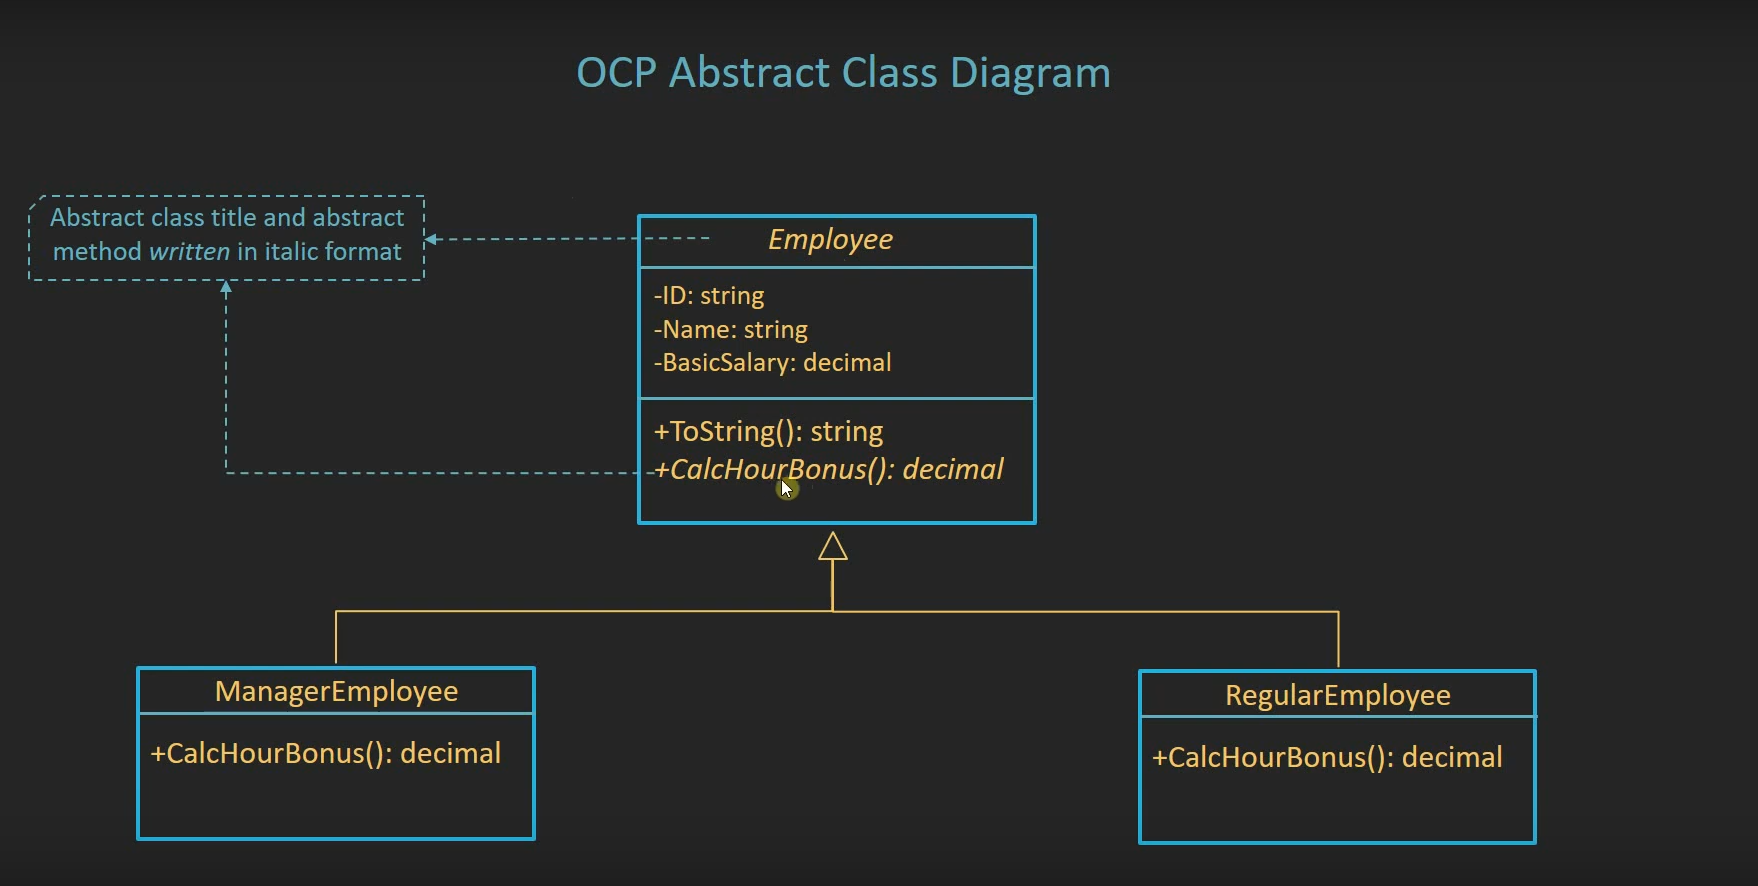 OCP Abstract Class Diagram
Abstract class title and abstract
method written in italic format
Employee
-ID: string
-Name: string
-BasicSalary: decimal
+ToString(): string
+CalcHourBonus(): decimal
ManagerEmployee
+CalcHourBonus(): decimal
RegularEmployee
+CalcHourBonus(): decimal